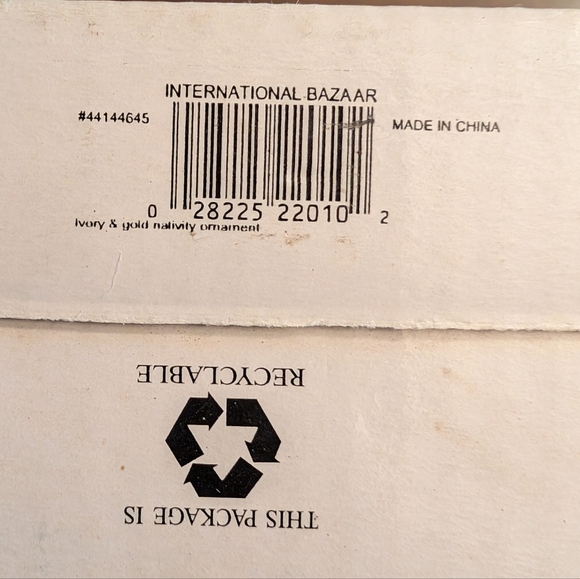 INTERNATIONAL BAZAAR
#44144645
MADE IN CHINA
0 28225 22010 2
Ivory & gold nativity ornament
THIS PACKAGE IS
RECYCLABLE